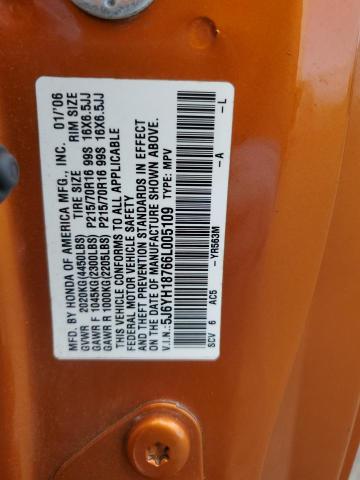 MFD. BY HONDA OF AMERICA MFG., INC. 01/'06
TIRE SIZE RIM SIZE
GVWR 2020KG(4450LBS)
GAWR F 1045KG(2300LBS) P215/70R16 99S 16X6.5JJ
GAWR R 1000KG(2205LBS) P215/70R16 99S 16X6.5JJ
THIS VEHICLE CONFORMS TO ALL APPLICABLE
FEDERAL MOTOR VEHICLE SAFETY
AND THEFT PREVENTION STANDARDS IN EFFECT
ON THE DATE OF MANUFACTURE SHOWN ABOVE.
V.I.N.: 5J6YH18766L005109 TYPE: MPV
-YR563M -A -L
SCV 6 AC5